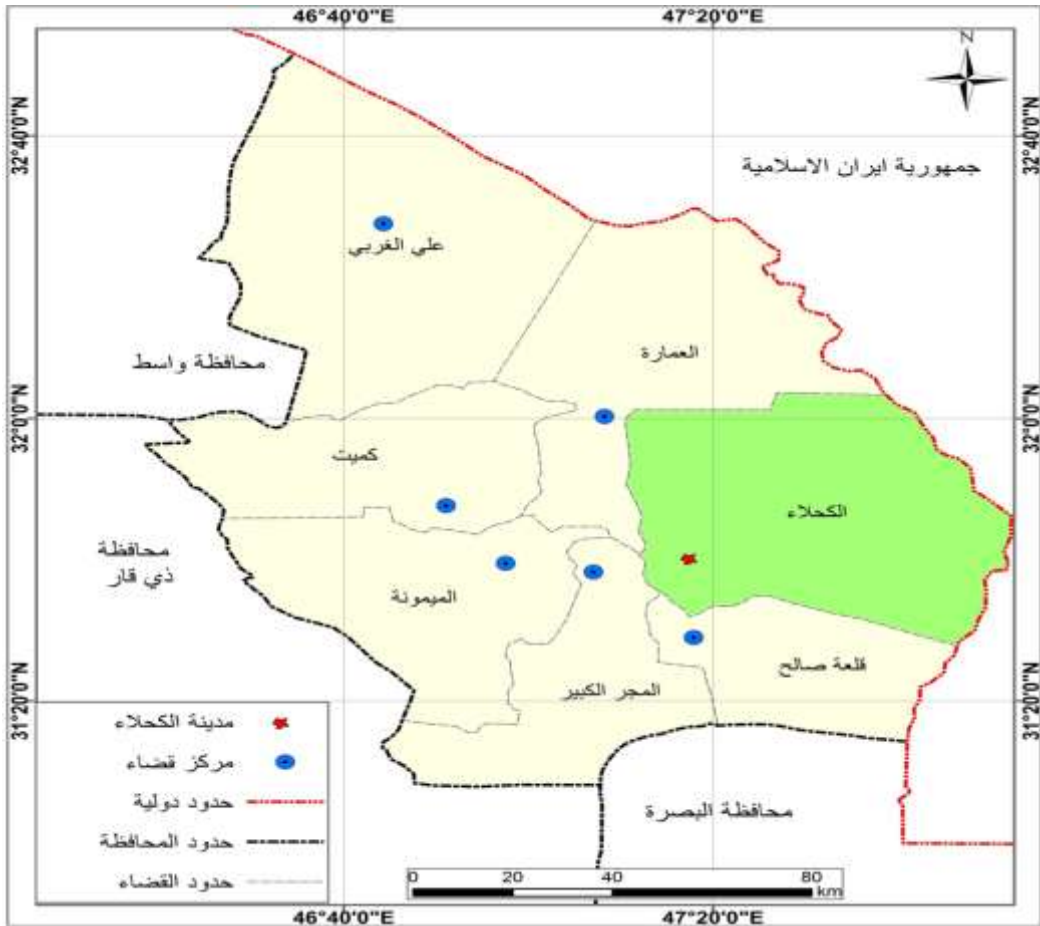 46°40'0"E
47°20'0"E
N
32°40'0"N
32°40'0"N
جمهورية ايران الاسلامية
علي الغربي
العمارة
محافظة واسط
32°0'0"N
32°0'0"N
كميت
الكحلاء
محافظة
ذي قار
الميمونة
قلعة صالح
المجر الكبير
31°20'0"N
31°20'0"N
مدينة الكحلاء
مركز قضاء
حدود دولية
حدود المحافظة
حدود القضاء
محافظة البصرة
0 20 40 80
km
46°40'0"E
47°20'0"E